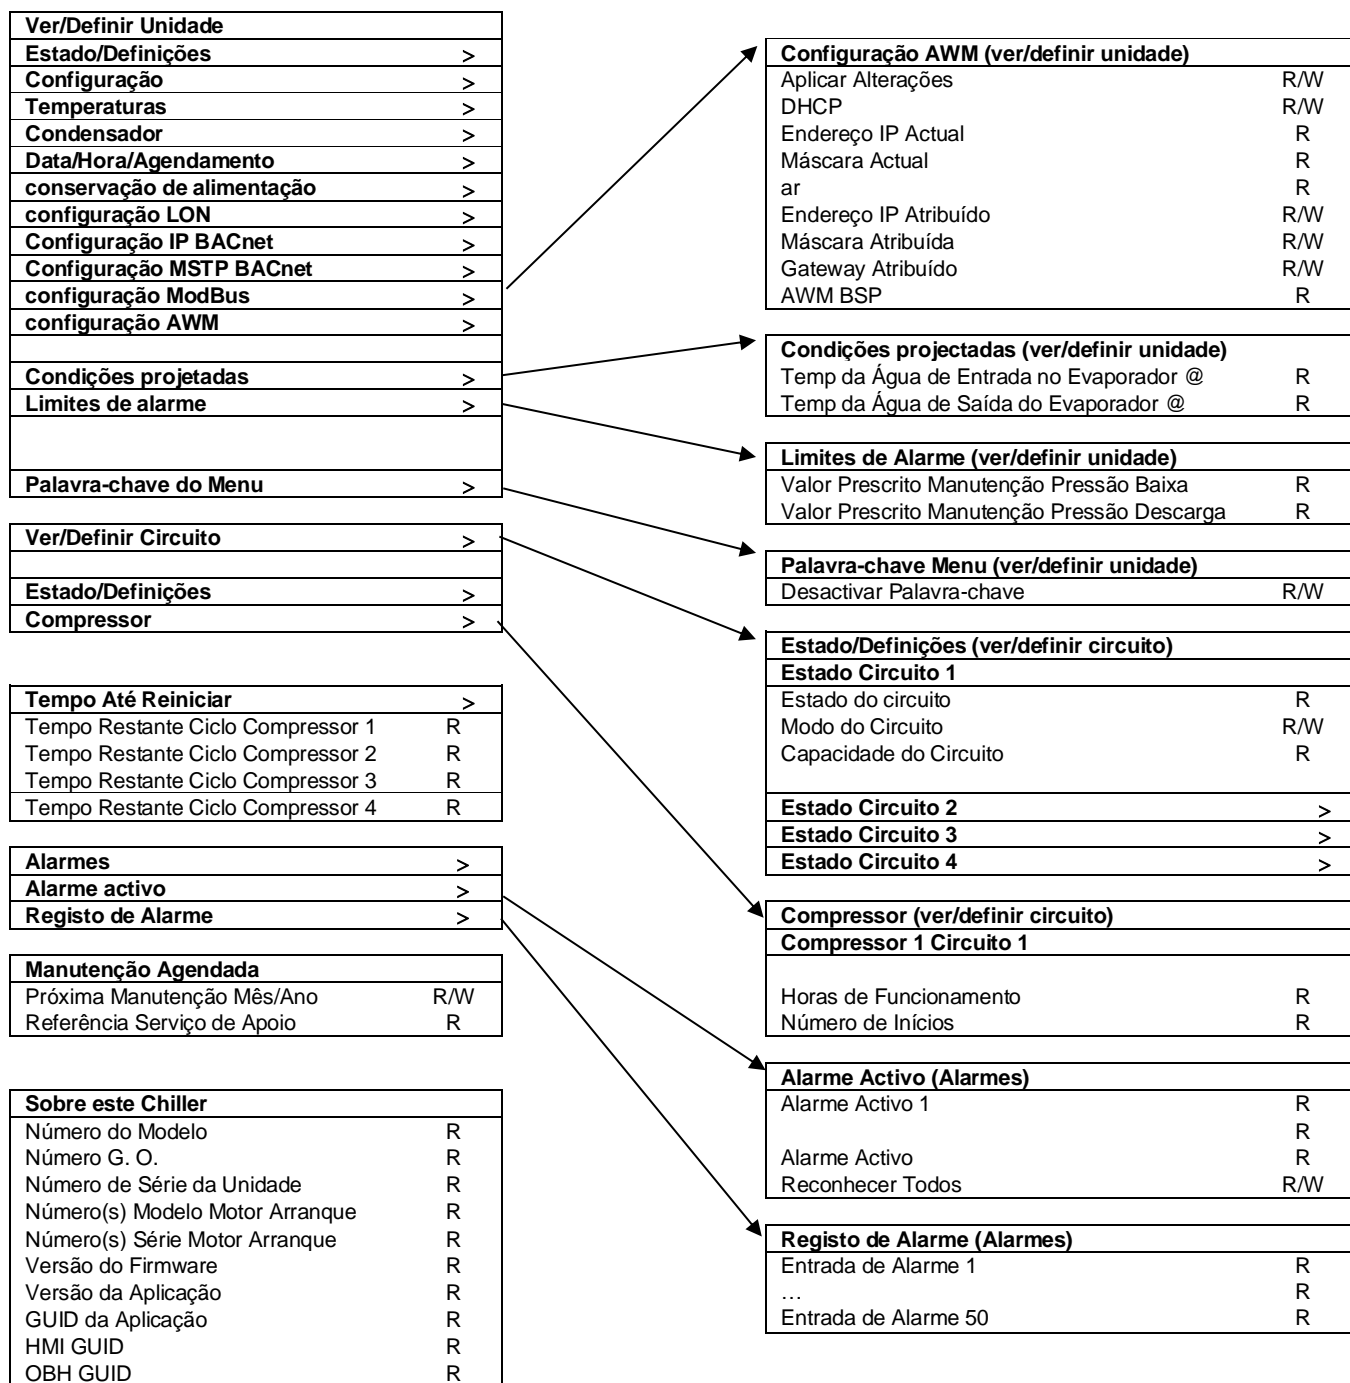 Ver/Definir Unidade
Estado/Definições >
Configuração >
Temperaturas >
Condensador >
Data/Hora/Agendamento >
conservação de alimentação >
configuração LON >
Configuração IP BACnet >
Configuração MSTP BACnet >
configuração ModBus >
configuração AWM >
Condições projetadas >
Limites de alarme >
Palavra-chave do Menu >
Ver/Definir Circuito >
Estado/Definições >
Compressor >
Tempo Até Reiniciar >
Tempo Restante Ciclo Compressor 1 R
Tempo Restante Ciclo Compressor 2 R
Tempo Restante Ciclo Compressor 3 R
Tempo Restante Ciclo Compressor 4 R
Alarmes >
Alarme activo >
Registo de Alarme >
Manutenção Agendada
Próxima Manutenção Mês/Ano R/W
Referência Serviço de Apoio R
Sobre este Chiller
Número do Modelo R
Número G. O. R
Número de Série da Unidade R
Número(s) Modelo Motor Arranque R
Número(s) Série Motor Arranque R
Versão do Firmware R
Versão da Aplicação R
GUID da Aplicação R
HMI GUID R
OBH GUID R
Configuração AWM (ver/definir unidade)
Aplicar Alterações R/W
DHCP R/W
Endereço IP Actual R
Máscara Actual R
ar R
Endereço IP Atribuído R/W
Máscara Atribuída R/W
Gateway Atribuído R/W
AWM BSP R
Condições projectadas (ver/definir unidade)
Temp da Água de Entrada no Evaporador @ R
Temp da Água de Saída do Evaporador @ R
Limites de Alarme (ver/definir unidade)
Valor Prescrito Manutenção Pressão Baixa R
Valor Prescrito Manutenção Pressão Descarga R
Palavra-chave Menu (ver/definir unidade)
Desactivar Palavra-chave R/W
Estado/Definições (ver/definir circuito)
Estado Circuito 1
Estado do circuito R
Modo do Circuito R/W
Capacidade do Circuito R
Estado Circuito 2 >
Estado Circuito 3 >
Estado Circuito 4 >
Compressor (ver/definir circuito)
Compressor 1 Circuito 1
Horas de Funcionamento R
Número de Inícios R
Alarme Activo (Alarmes)
Alarme Activo 1 R
R
Alarme Activo R
Reconhecer Todos R/W
Registo de Alarme (Alarmes)
Entrada de Alarme 1 R
… R
Entrada de Alarme 50 R